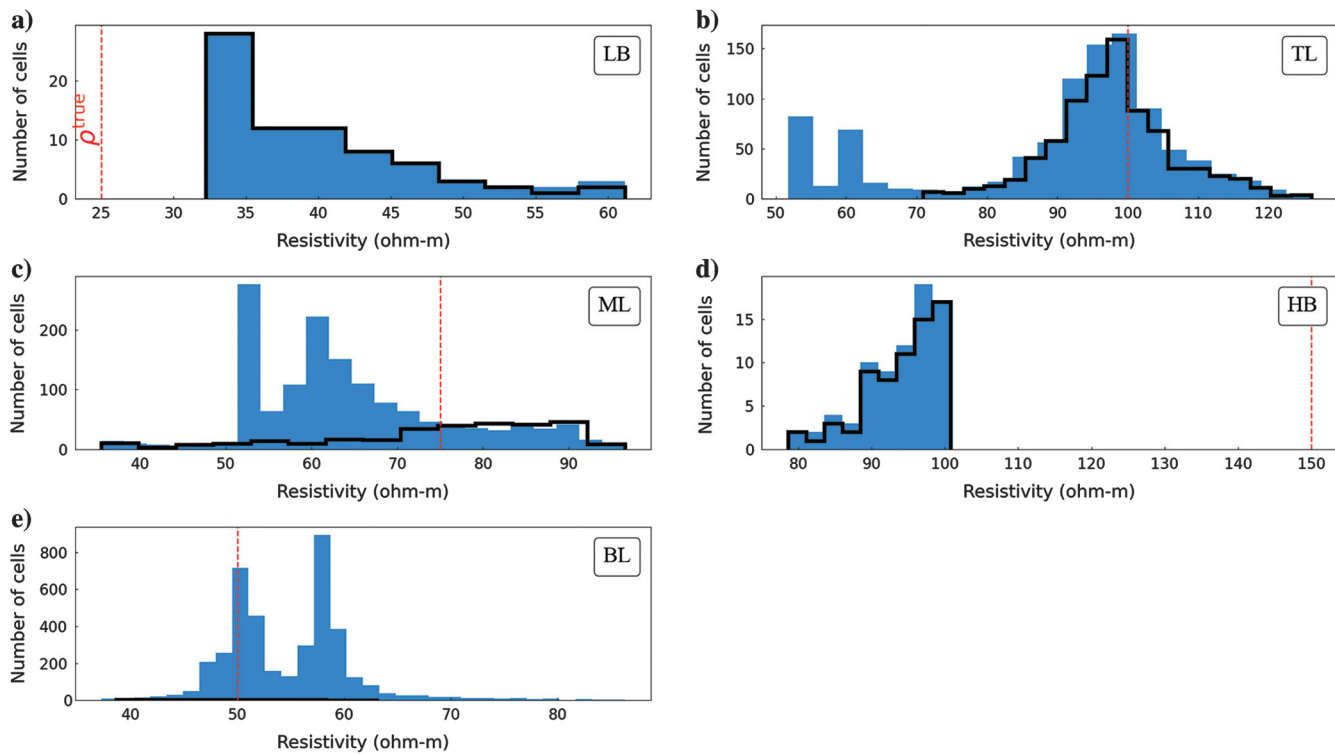 a)
Number of cells
20
10
0
ρtrue
LB
25
30
35
40
45
50
55
60
Resistivity (ohm-m)
b)
Number of cells
150
100
50
0
TL
50
60
70
80
90
100
110
120
Resistivity (ohm-m)
c)
Number of cells
200
100
0
ML
40
50
60
70
80
90
Resistivity (ohm-m)
d)
Number of cells
15
10
5
0
HB
80
90
100
110
120
130
140
150
Resistivity (ohm-m)
e)
Number of cells
800
600
400
200
0
BL
40
50
60
70
80
Resistivity (ohm-m)